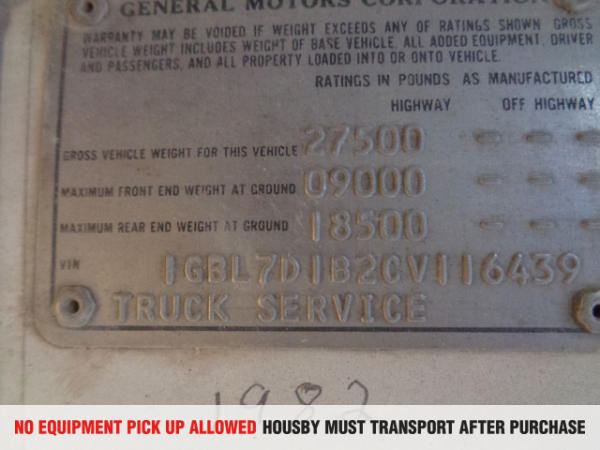 GENERAL MOTORS CORPORATION
WARRANTY MAY BE VOIDED IF WEIGHT EXCEEDS ANY OF RATINGS SHOWN GROSS
VEHICLE WEIGHT INCLUDES WEIGHT OF BASE VEHICLE, ALL ADDED EQUIPMENT, DRIVER
AND PASSENGERS, AND ALL PROPERTY LOADED INTO OR ONTO VEHICLE.
RATINGS IN POUNDS AS MANUFACTURED
HIGHWAY OFF HIGHWAY
GROSS VEHICLE WEIGHT FOR THIS VEHICLE 27500 - - -
MAXIMUM FRONT END WEIGHT AT GROUND 09000 - - -
MAXIMUM REAR END WEIGHT AT GROUND 18500 - - -
VIN 1GBL7D1B2CV116439
TRUCK SERVICE
1982
NO EQUIPMENT PICK UP ALLOWED HOUSBY MUST TRANSPORT AFTER PURCHASE